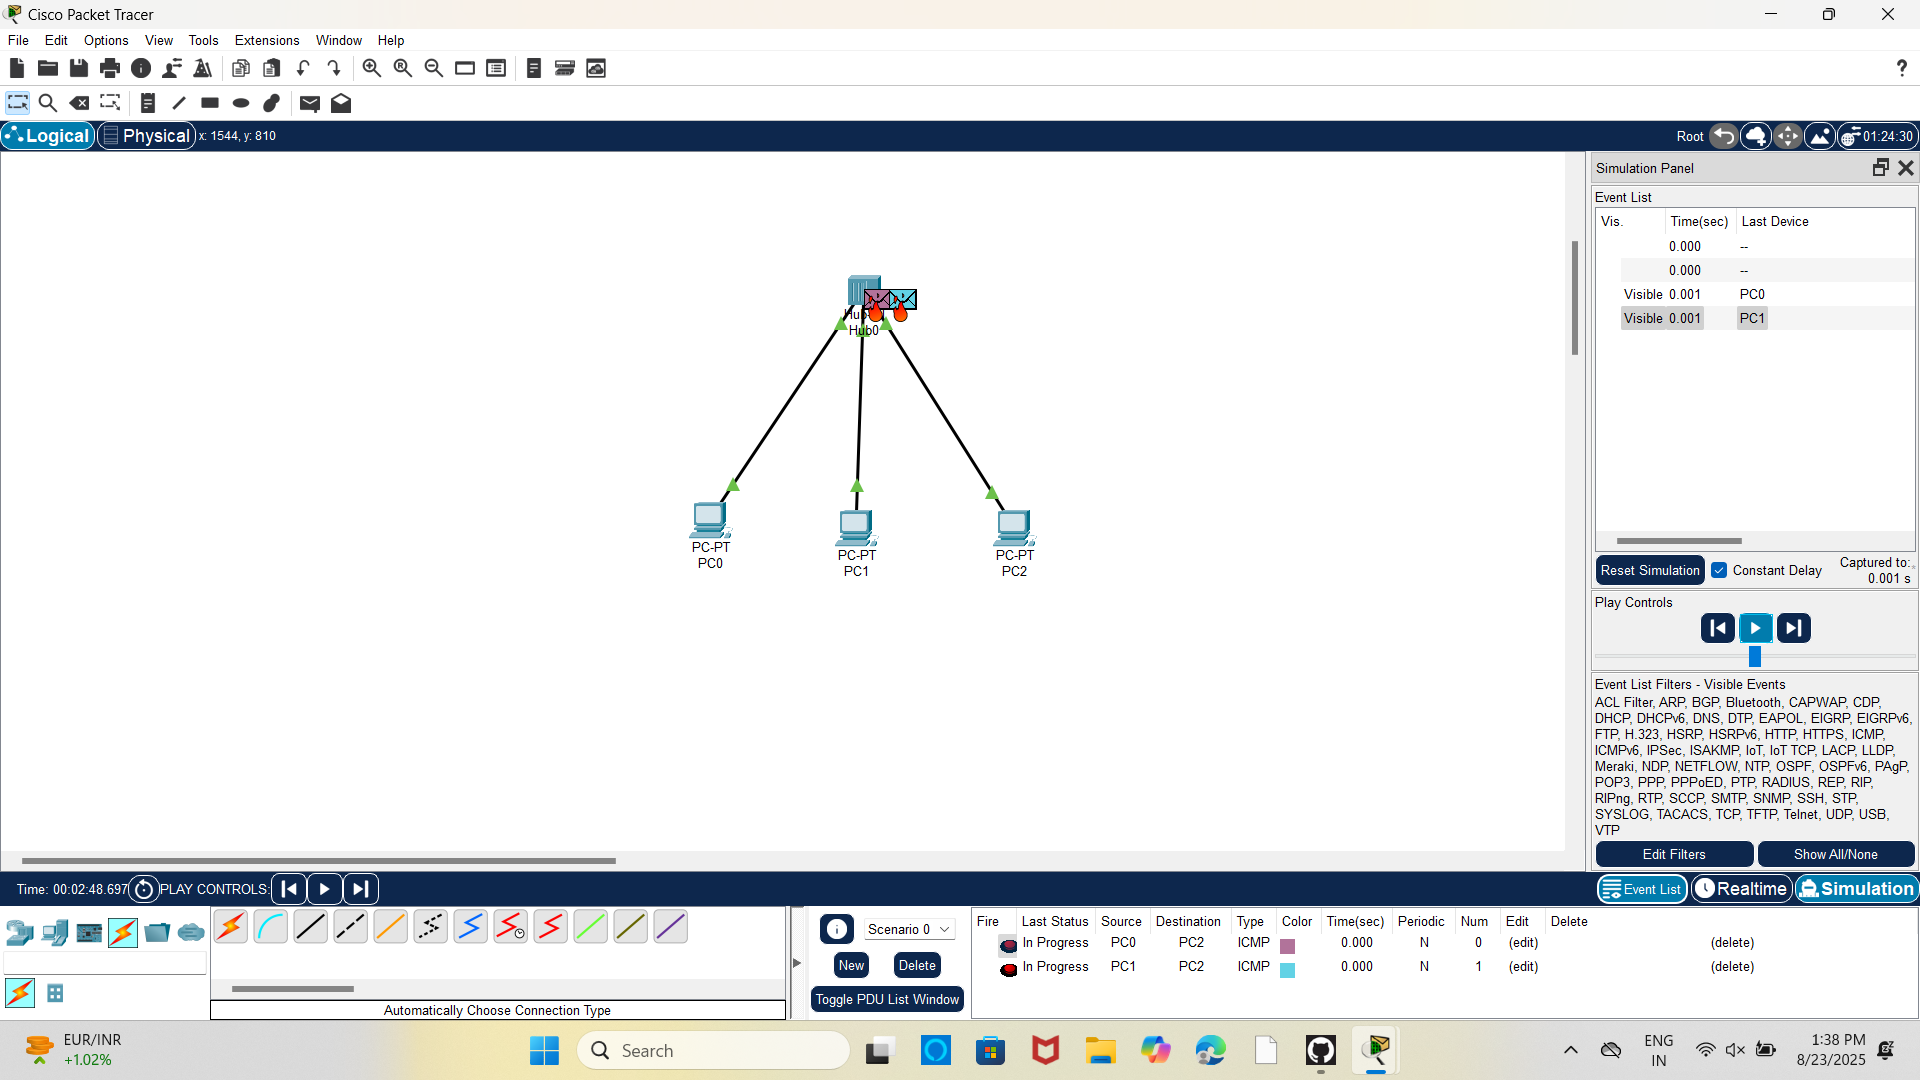 Cisco Packet Tracer
File Edit Options View Tools Extensions Window Help
?
Logical Physical x: 1544, y: 810 Root 01:24:30
Simulation Panel
Event List
Vis. Time(sec) Last Device
0.000 --
0.000 --
Visible 0.001 PC0
Visible 0.001 PC1
Hub0
PC-PT
PC0
PC-PT
PC1
PC-PT
PC2
Reset Simulation Constant Delay Captured to:
0.001 s
Play Controls
Event List Filters - Visible Events
ACL Filter, ARP, BGP, Bluetooth, CAPWAP, CDP,
DHCP, DHCPv6, DNS, DTP, EAPOL, EIGRP, EIGRPv6,
FTP, H.323, HSRP, HSRPv6, HTTP, HTTPS, ICMP,
ICMPv6, IPSec, ISAKMP, IoT, IoT TCP, LACP, LLDP,
Meraki, NDP, NETFLOW, NTP, OSPF, OSPFv6, PAgP,
POP3, PPP, PPPoED, PTP, RADIUS, REP, RIP,
RIPng, RTP, SCCP, SMTP, SNMP, SSH, STP,
SYSLOG, TACACS, TCP, TFTP, Telnet, UDP, USB,
VTP
Edit Filters Show All/None
Time: 00:02:48.697 PLAY CONTROLS: Event List Realtime Simulation
Scenario 0
New Delete
Toggle PDU List Window
Fire Last Status Source Destination Type Color Time(sec) Periodic Num Edit Delete
In Progress PC0 PC2 ICMP 0.000 N 0 (edit) (delete)
In Progress PC1 PC2 ICMP 0.000 N 1 (edit) (delete)
Automatically Choose Connection Type
EUR/INR
+1.02%
Search
ENG
IN
1:38 PM
8/23/2025